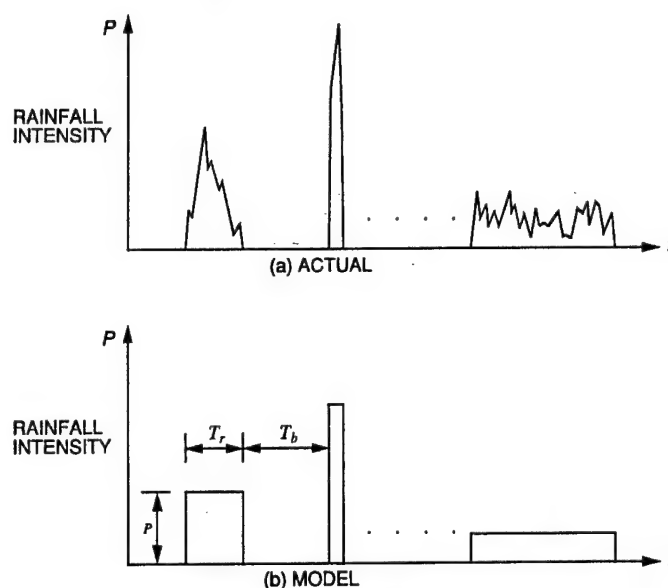 P
RAINFALL
INTENSITY
(a) ACTUAL
P
RAINFALL
INTENSITY
T_r
T_b
P
(b) MODEL